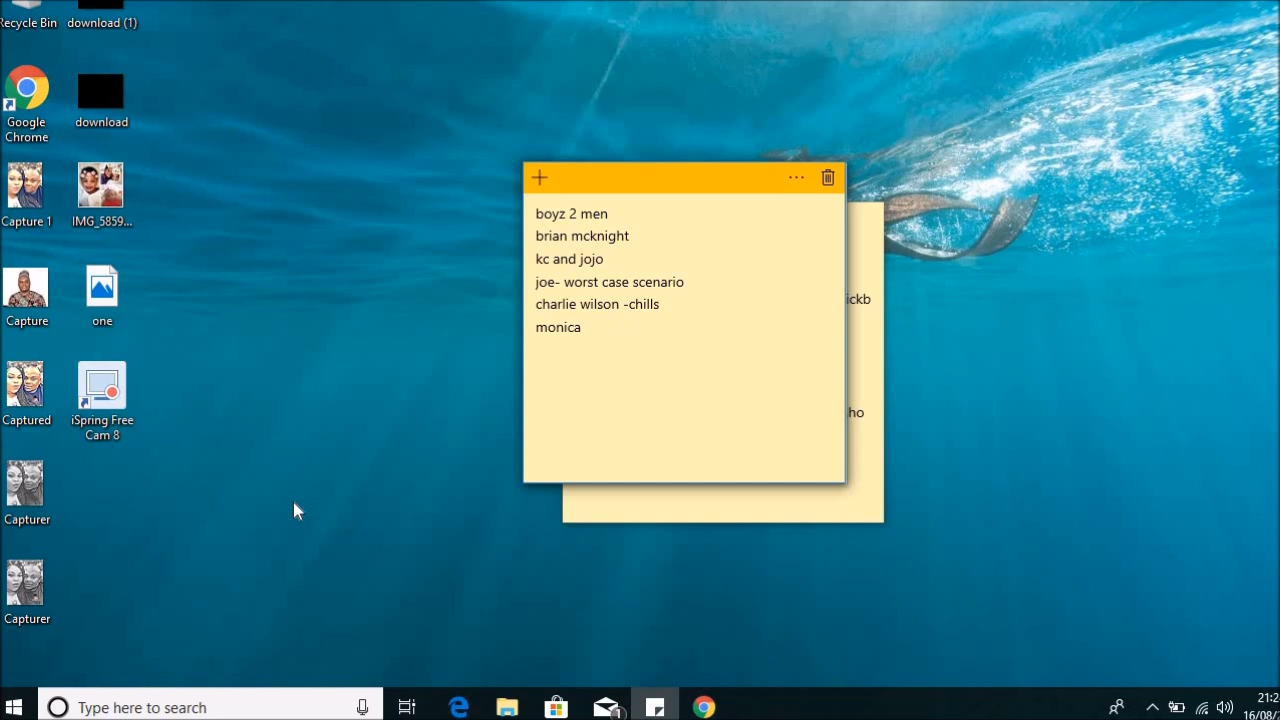 Recycle Bin
download (1)
Google Chrome
download
Capture 1
IMG_5859...
Capture
one
Captured
iSpring Free Cam 8
Capturer
Capturer
boyz 2 men
brian mcknight
kc and jojo
joe- worst case scenario
charlie wilson -chills
monica
ickb
ho
Type here to search
1
21:2
16/08/2